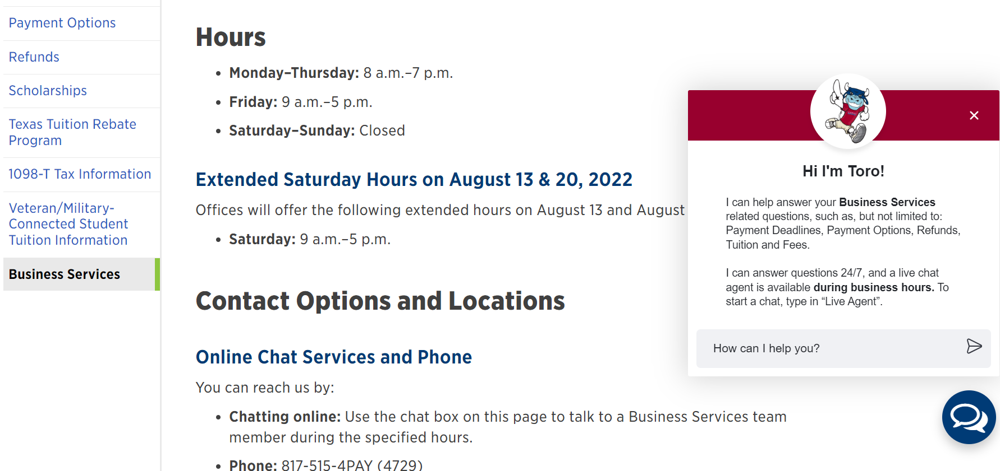 Payment Options
Refunds
Scholarships
Texas Tuition Rebate
Program
1098-T Tax Information
Veteran/Military-
Connected Student
Tuition Information
Business Services
Hours
• Monday–Thursday: 8 a.m.–7 p.m.
• Friday: 9 a.m.–5 p.m.
• Saturday–Sunday: Closed
Extended Saturday Hours on August 13 & 20, 2022
Offices will offer the following extended hours on August 13 and August
• Saturday: 9 a.m.–5 p.m.
Contact Options and Locations
Online Chat Services and Phone
You can reach us by:
• Chatting online: Use the chat box on this page to talk to a Business Services team
member during the specified hours.
• Phone: 817-515-4PAY (4729)
Hi I'm Toro!
I can help answer your Business Services
related questions, such as, but not limited to:
Payment Deadlines, Payment Options, Refunds,
Tuition and Fees.
I can answer questions 24/7, and a live chat
agent is available during business hours. To
start a chat, type in “Live Agent”.
How can I help you?